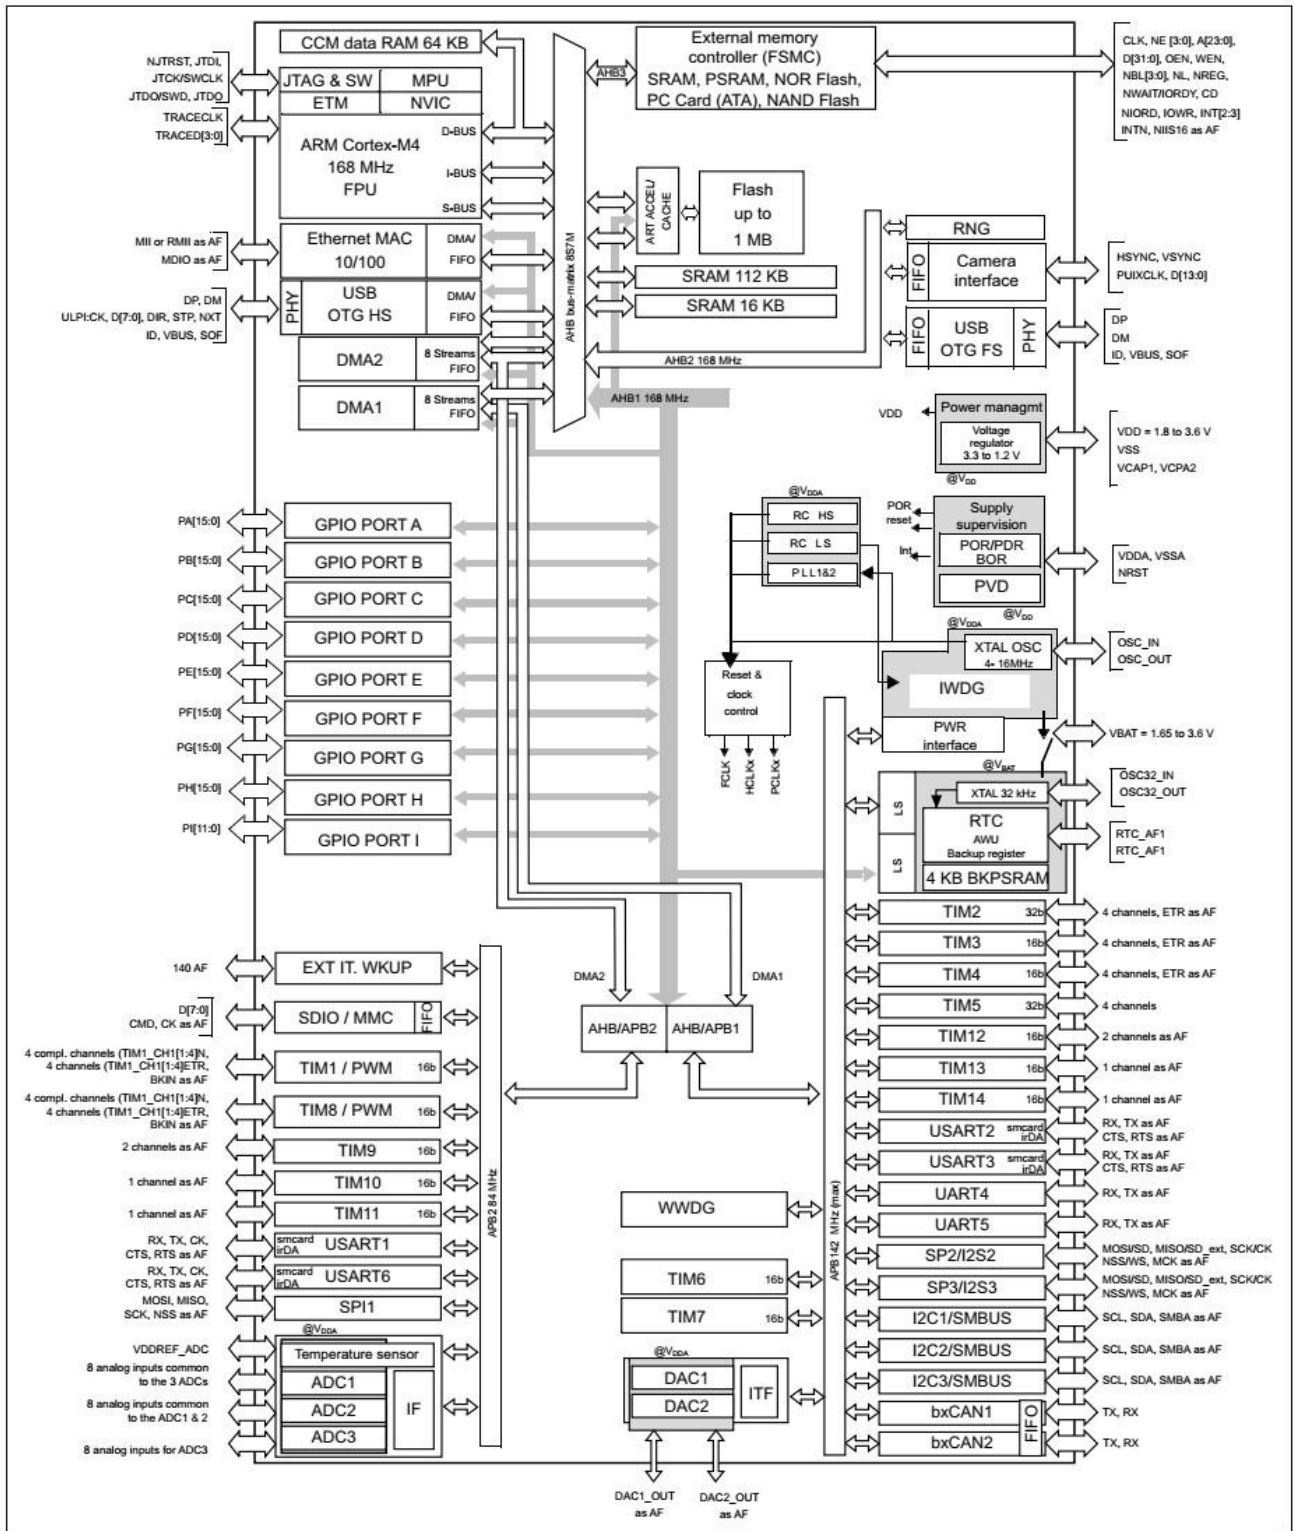 CCM data RAM 64 KB
NJTRST, JTDI,
JTCK/SWCLK
JTDO/SWD, JTDO
TRACECLK
TRACED[3:0]
JTAG & SW
MPU
ETM
NVIC
ARM Cortex-M4
168 MHz
FPU
D-BUS
I-BUS
S-BUS
MII or RMII as AF
MDIO as AF
Ethernet MAC
10/100
DMA/
FIFO
DP, DM
ULPI:CK, D[7:0], DIR, STP, NXT
ID, VBUS, SOF
PHY
USB
OTG HS
DMA/
FIFO
DMA2
8 Streams
FIFO
DMA1
8 Streams
FIFO
AHB bus-matrix 8S7M
AHB3
External memory
controller (FSMC)
SRAM, PSRAM, NOR Flash,
PC Card (ATA), NAND Flash
CLK, NE [3:0], A[23:0],
D[31:0], OEN, WEN,
NBL[3:0], NL, NREG,
NWAIT/IORDY, CD
NIORD, IOWR, INT[2:3]
INTN, NIIS16 as AF
ART ACCEL/
CACHE
Flash
up to
1 MB
SRAM 112 KB
SRAM 16 KB
AHB2 168 MHz
AHB1 168 MHz
RNG
FIFO
Camera
interface
HSYNC, VSYNC
PUIXCLK, D[13:0]
FIFO
USB
OTG FS
PHY
DP
DM
ID, VBUS, SOF
VDD
Power managmt
Voltage
regulator
3.3 to 1.2 V
@VDD
VDD = 1.8 to 3.6 V
VSS
VCAP1, VCPA2
@VDDA
RC HS
RC LS
PLL1&2
POR
reset
Int
Supply
supervision
POR/PDR
BOR
PVD
@VDD
VDDA, VSSA
NRST
@VDDA
XTAL OSC
4- 16MHz
IWDG
OSC_IN
OSC_OUT
PWR
interface
VBAT = 1.65 to 3.6 V
Reset &
clock
control
FCLK
HCLKx
PCLKx
@VBAT
LS
LS
XTAL 32 kHz
RTC
AWU
Backup register
4 KB BKPSRAM
OSC32_IN
OSC32_OUT
RTC_AF1
RTC_AF1
PA[15:0]
GPIO PORT A
PB[15:0]
GPIO PORT B
PC[15:0]
GPIO PORT C
PD[15:0]
GPIO PORT D
PE[15:0]
GPIO PORT E
PF[15:0]
GPIO PORT F
PG[15:0]
GPIO PORT G
PH[15:0]
GPIO PORT H
PI[11:0]
GPIO PORT I
DMA2
DMA1
AHB/APB2
AHB/APB1
140 AF
EXT IT. WKUP
D[7:0]
CMD, CK as AF
SDIO / MMC
FIFO
4 compl. channels (TIM1_CH1[1:4]N,
4 channels (TIM1_CH1[1:4]ETR,
BKIN as AF
TIM1 / PWM 16b
4 compl. channels (TIM1_CH1[1:4]N,
4 channels (TIM1_CH1[1:4]ETR,
BKIN as AF
TIM8 / PWM 16b
2 channels as AF
TIM9 16b
1 channel as AF
TIM10 16b
1 channel as AF
TIM11 16b
RX, TX, CK,
CTS, RTS as AF
smcard
irDA
USART1
RX, TX, CK,
CTS, RTS as AF
smcard
irDA
USART6
MOSI, MISO,
SCK, NSS as AF
SPI1
@VDDA
VDDREF_ADC
Temperature sensor
8 analog inputs common
to the 3 ADCs
ADC1
8 analog inputs common
to the ADC1 & 2
ADC2
8 analog inputs for ADC3
ADC3
IF
APB2 84 MHz
WWDG
TIM6 16b
TIM7 16b
@VDDA
DAC1
DAC2
ITF
DAC1_OUT
as AF
DAC2_OUT
as AF
APB142 MHz (max)
TIM2 32b
4 channels, ETR as AF
TIM3 16b
4 channels, ETR as AF
TIM4 16b
4 channels, ETR as AF
TIM5 32b
4 channels
TIM12 16b
2 channels as AF
TIM13 16b
1 channel as AF
TIM14 16b
1 channel as AF
USART2
smcard
irDA
RX, TX as AF
CTS, RTS as AF
USART3
smcard
irDA
RX, TX as AF
CTS, RTS as AF
UART4
RX, TX as AF
UART5
RX, TX as AF
SP2/I2S2
MOSI/SD, MISO/SD_ext, SCK/CK
NSS/WS, MCK as AF
SP3/I2S3
MOSI/SD, MISO/SD_ext, SCK/CK
NSS/WS, MCK as AF
I2C1/SMBUS
SCL, SDA, SMBA as AF
I2C2/SMBUS
SCL, SDA, SMBA as AF
I2C3/SMBUS
SCL, SDA, SMBA as AF
bxCAN1
TX, RX
bxCAN2
FIFO
TX, RX